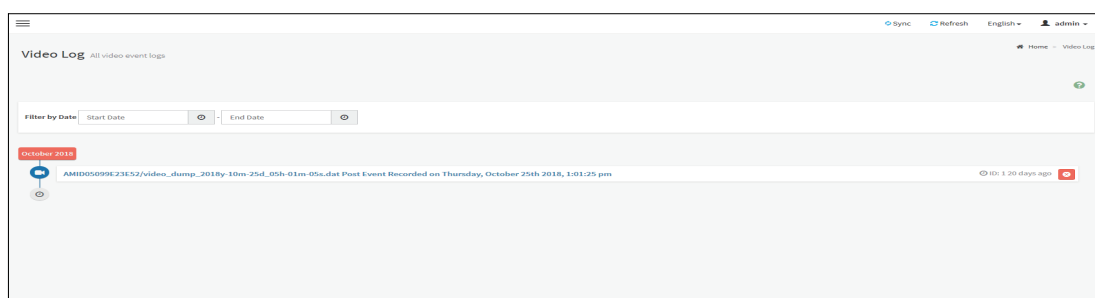 Sync Refresh English admin
Video Log All video event logs
Home > Video Log
Filter by Date Start Date - End Date
October 2018
AMID05099E23E52/video_dump_2018y-10m-25d_05h-01m-05s.dat Post Event Recorded on Thursday, October 25th 2018, 1:01:25 pm ID: 1 20 days ago